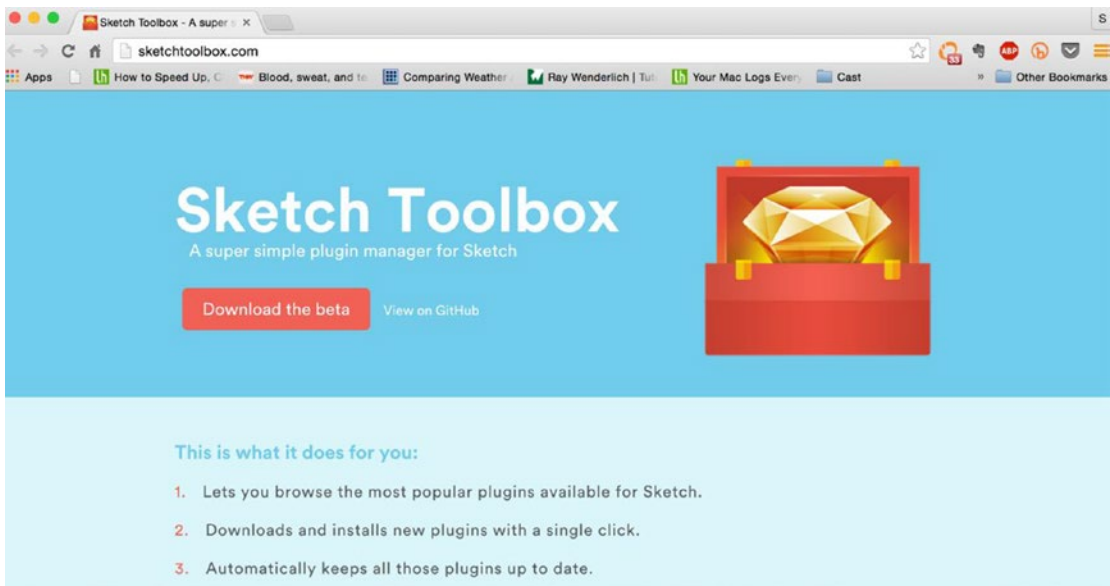 Sketch Toolbox - A super s
S
sketchtoolbox.com
33
ABP
Apps
How to Speed Up, C
Blood, sweat, and te
Comparing Weather
Ray Wenderlich | Tut
Your Mac Logs Every
Cast
»
Other Bookmarks
Sketch Toolbox
A super simple plugin manager for Sketch
Download the beta
View on GitHub
This is what it does for you:
1. Lets you browse the most popular plugins available for Sketch.
2. Downloads and installs new plugins with a single click.
3. Automatically keeps all those plugins up to date.